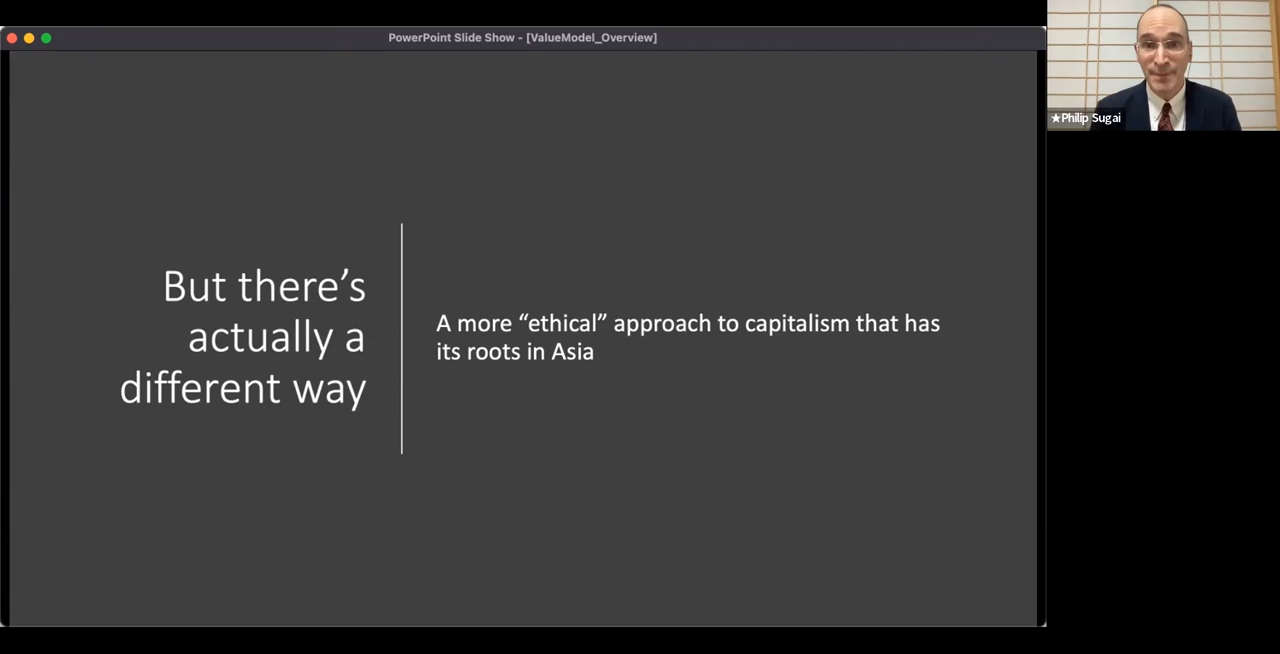 PowerPoint Slide Show - [ValueModel_Overview]
But there’s
actually a
different way
A more “ethical” approach to capitalism that has
its roots in Asia
★Philip Sugai